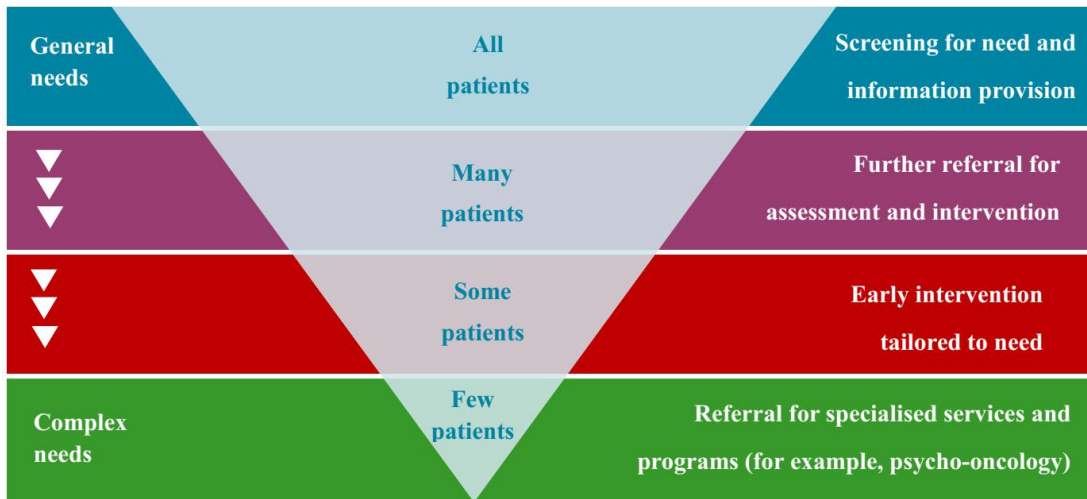 General
needs
All
patients
Screening for need and
information provision
Many
patients
Further referral for
assessment and intervention
Some
patients
Early intervention
tailored to need
Complex
needs
Few
patients
Referral for specialised services and
programs (for example, psycho-oncology)